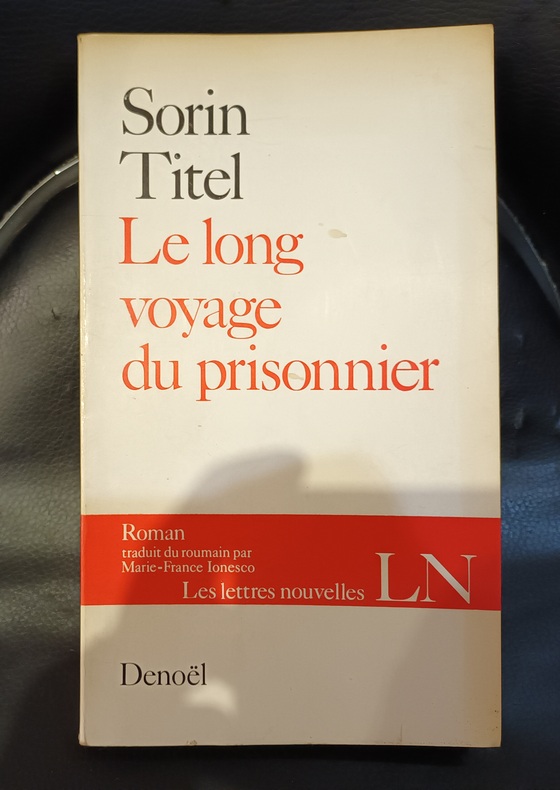 Sorin
Titel
Le long
voyage
du prisonnier
Roman
traduit du roumain par
Marie-France Ionesco
Les lettres nouvelles LN
Denoël